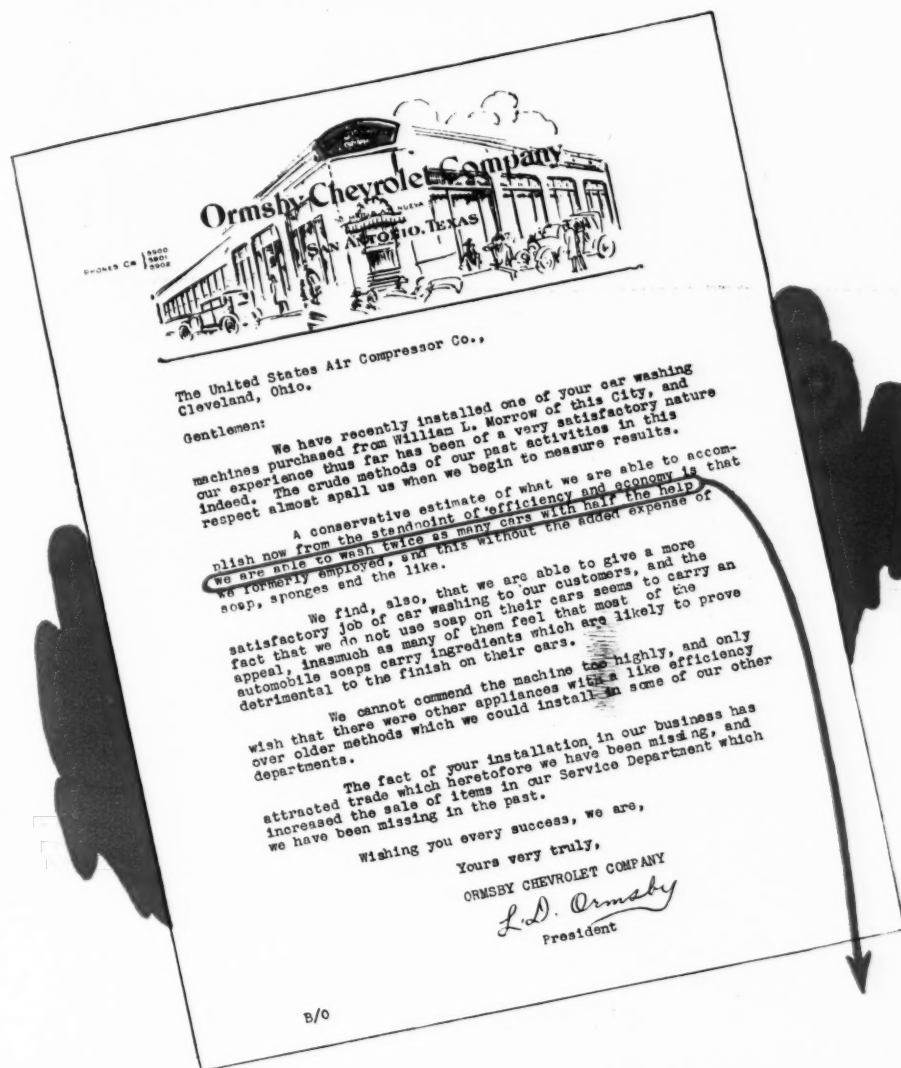 Ormsby Chevrolet Company
SAN ANTONIO, TEXAS
PHONES CR 5900
5901
5902
The United States Air Compressor Co.,
Cleveland, Ohio.
Gentlemen:
We have recently installed one of your car washing
machines purchased from William L. Morrow of this City, and
our experience thus far has been of a very satisfactory nature
indeed. The crude methods of our past activities in this
respect almost apall us when we begin to measure results.
A conservative estimate of what we are able to accom-
plish now from the standpoint of efficiency and economy is that
we are able to wash twice as many cars with half the help
we formerly employed, and this without the added expense of
soap, sponges and the like.
We find, also, that we are able to give a more
satisfactory job of car washing to our customers, and the
fact that we do not use soap on their cars seems to carry an
appeal, inasmuch as many of them feel that most of the
automobile soaps carry ingredients which are likely to prove
detrimental to the finish on their cars.
We cannot commend the machine too highly, and only
wish that there were other appliances with a like efficiency
over older methods which we could install in some of our other
departments.
The fact of your installation in our business has
attracted trade which heretofore we have been missing, and
increased the sale of items in our Service Department which
we have been missing in the past.
Wishing you every success, we are,
Yours very truly,
ORMSBY CHEVROLET COMPANY
L.D. Ormsby
President
B/O